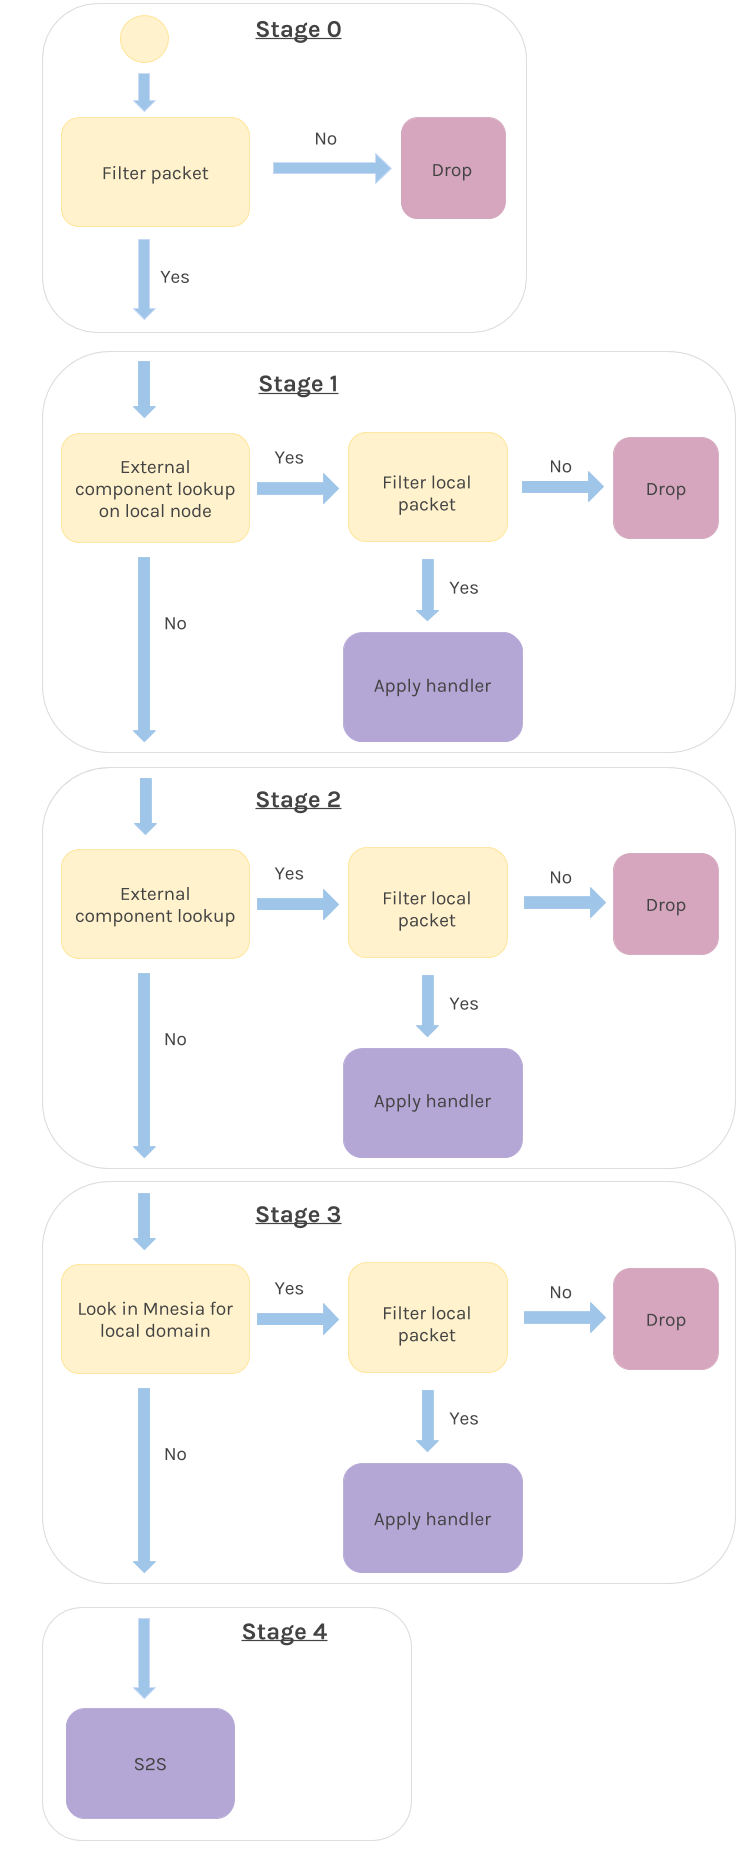 Stage 0
No
Filter packet
Drop
Yes
Stage 1
Yes
No
External
component lookup
on local node
Filter local
packet
Drop
Yes
No
Apply handler
Stage 2
Yes
No
External
component lookup
Filter local
packet
Drop
Yes
No
Apply handler
Stage 3
Yes
No
Look in Mnesia for
local domain
Filter local
packet
Drop
Yes
No
Apply handler
Stage 4
S2S